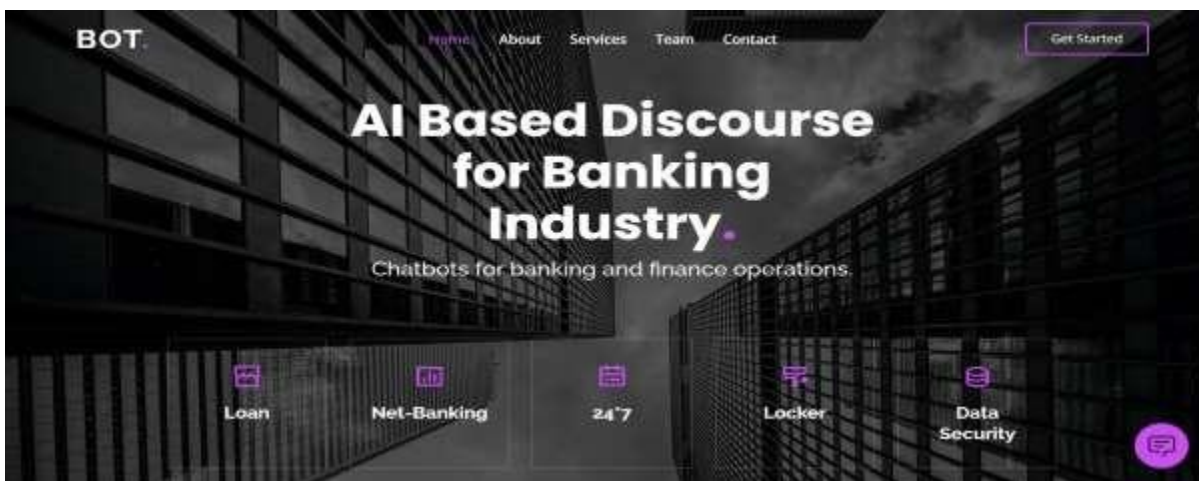 BOT.
Home About Services Team Contact
Get Started
AI Based Discourse
for Banking
Industry.
Chatbots for banking and finance operations.
Loan
Net-Banking
24*7
Locker
Data
Security